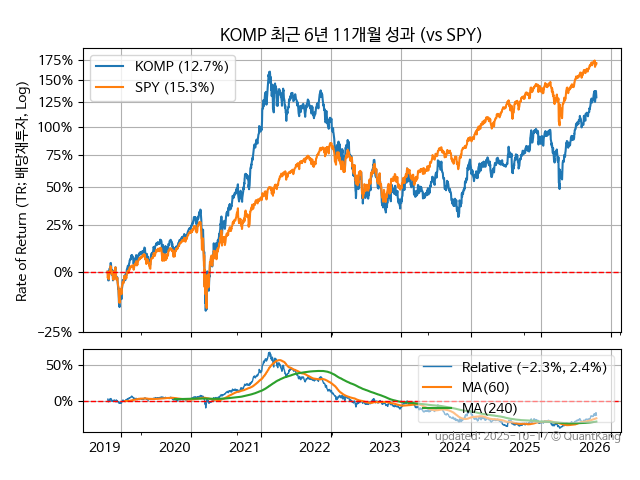 KOMP 최근 6년 11개월 성과 (vs SPY)
Rate of Return (TR: 배당재투자, Log)
175%
150%
125%
100%
75%
50%
25%
0%
−25%
KOMP (12.7%)
SPY (15.3%)
50%
0%
Relative (−2.3%, 2.4%)
MA(60)
MA(240)
updated: 2025-10-17 © QuantKang
2019 2020 2021 2022 2023 2024 2025 2026